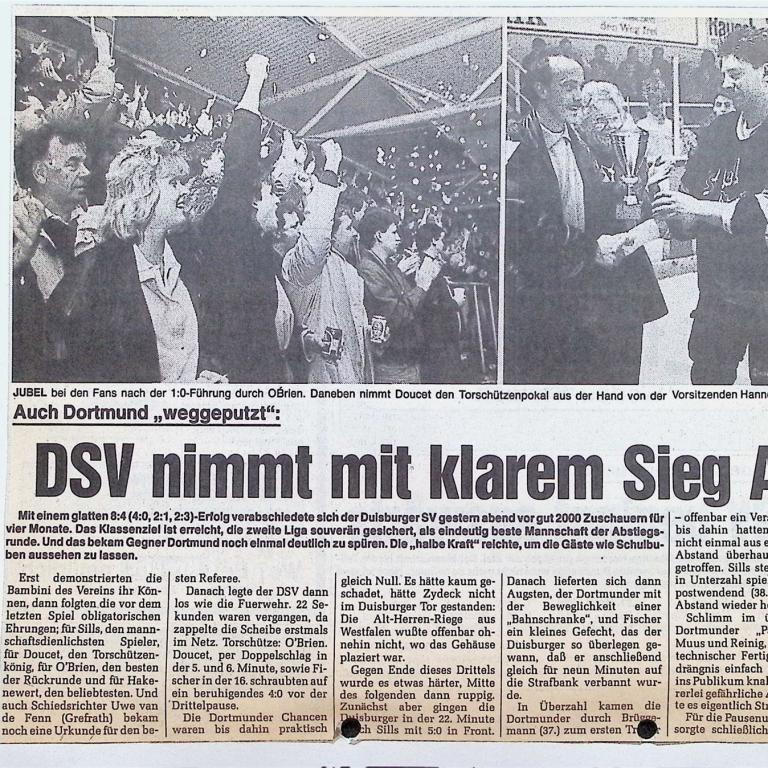 den Weg frei
JUBEL bei den Fans nach der 1:0-Führung durch OBrien. Daneben nimmt Doucet den Torschützenpokal aus der Hand von der Vorsitzenden Hann
Auch Dortmund „weggeputzt“:
DSV nimmt mit klarem Sieg A
Mit einem glatten 8:4 (4:0, 2:1, 2:3)-Erfolg verabschiedete sich der Duisburger SV gestern abend vor gut 2000 Zuschauern für
vier Monate. Das Klassenziel ist erreicht, die zweite Liga souverän gesichert, als eindeutig beste Mannschaft der Abstiegs-
runde. Und das bekam Gegner Dortmund noch einmal deutlich zu spüren. Die „halbe Kraft“ reichte, um die Gäste wie Schulbu-
ben aussehen zu lassen.
Erst demonstrierten die
Bambini des Vereins ihr Kön-
nen, dann folgten die vor dem
letzten Spiel obligatorischen
Ehrungen; für Sills, den mann-
schaftsdienlichsten Spieler,
für Doucet, den Torschützen-
könig, für O'Brien, den besten
der Rückrunde und für Hake-
newert, den beliebtesten. Und
auch Schiedsrichter Uwe van
de Fenn (Grefrath) bekam
noch eine Urkunde für den be-
sten Referee.
Danach legte der DSV dann
los wie die Fuerwehr. 22 Se-
kunden waren vergangen, da
zappelte die Scheibe erstmals
im Netz. Torschütze: O'Brien.
Doucet, per Doppelschlag in
der 5. und 6. Minute, sowie Fi-
scher in der 16. schraubten auf
ein beruhigendes 4:0 vor der
Drittelpause.
Die Dortmunder Chancen
waren bis dahin praktisch
gleich Null. Es hätte kaum ge-
schadet, hätte Zydeck nicht
im Duisburger Tor gestanden:
Die Alt-Herren-Riege aus
Westfalen wußte offenbar oh-
nehin nicht, wo das Gehäuse
plaziert war.
Gegen Ende dieses Drittels
wurde es etwas härter, Mitte
des folgenden dann ruppig.
Zunächst aber gingen die
Duisburger in der 22. Minute
Sills mit 5:0 in Front.
Danach lieferten sich dann
Augsten, der Dortmunder mit
der Beweglichkeit einer
„Bahnschranke“, und Fischer
ein kleines Gefecht, das der
Duisburger so überlegen ge-
wann, daß er anschließend
gleich für neun Minuten auf
die Strafbank verbannt wur-
de.
In Überzahl kamen die
Dortmunder durch Brügge-
mann (37.) zum ersten
– offenbar ein Vers
bis dahin hatten
nicht einmal aus e
Abstand überhau
getroffen. Sills ste
in Unterzahl spiel
postwendend (38.
Abstand wieder he
Schlimm im ü
Dortmunder „P
Muus und Reinig,
technischer Fertig
drängnis einfach
ins Publikum knal
rerlei gefährliche A
te es eigentlich Str
Für die Pausenu
sorgte schließlich